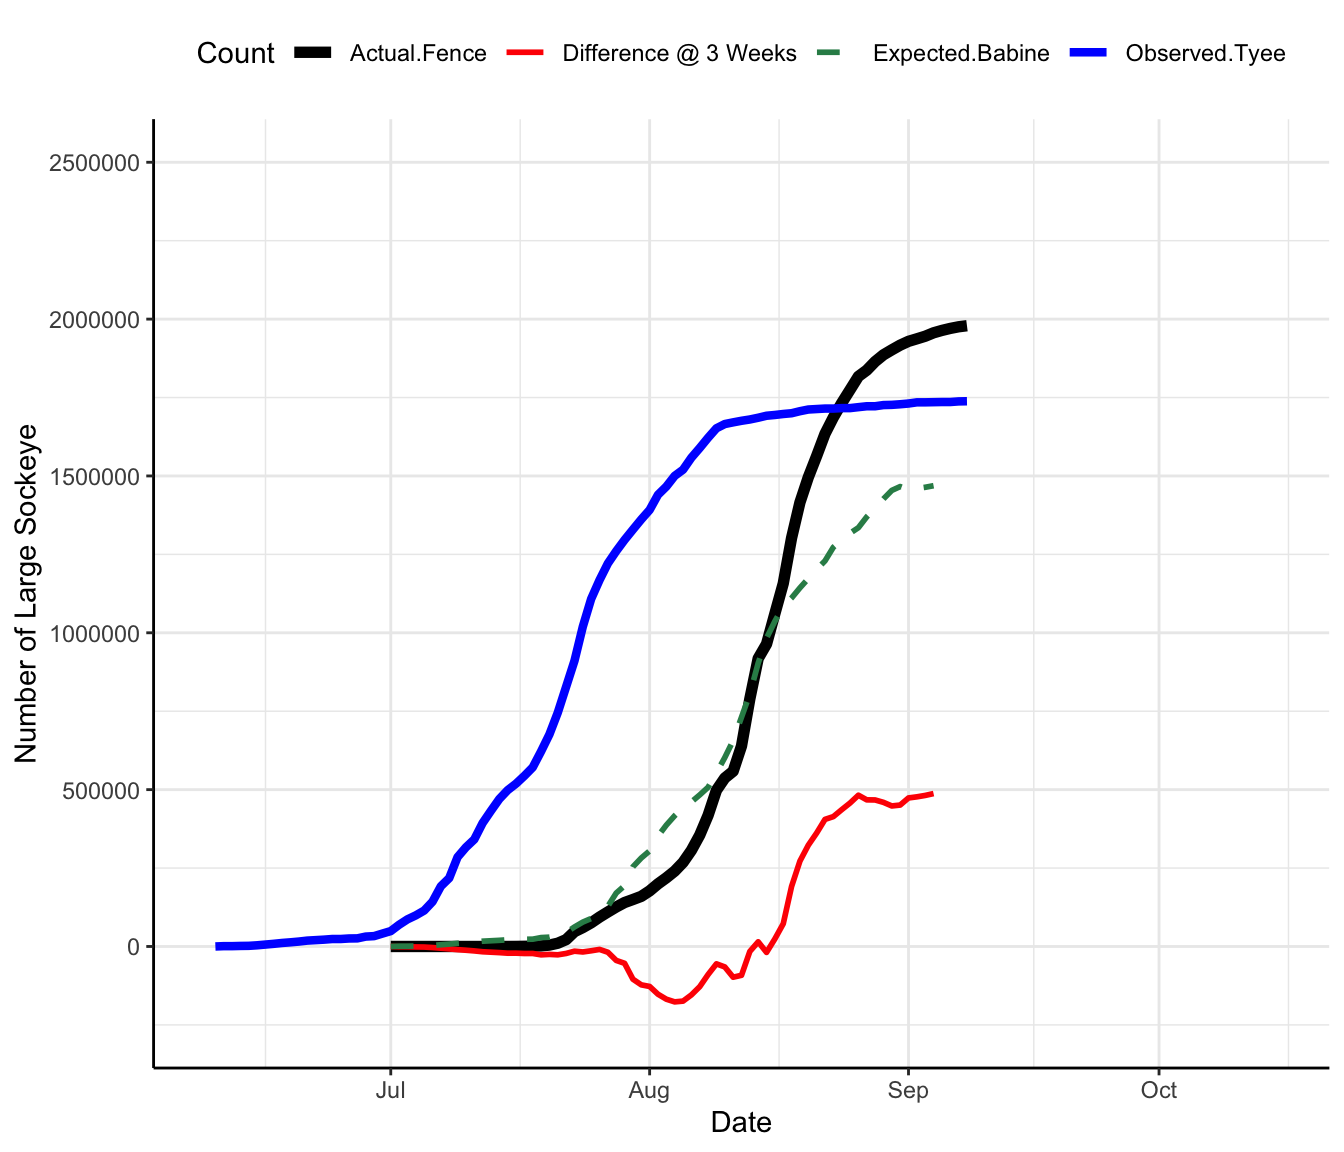 Count Actual.Fence Difference @ 3 Weeks Expected.Babine Observed.Tyee
2500000
2000000
1500000
1000000
500000
0
Number of Large Sockeye
Jul Aug Sep Oct
Date